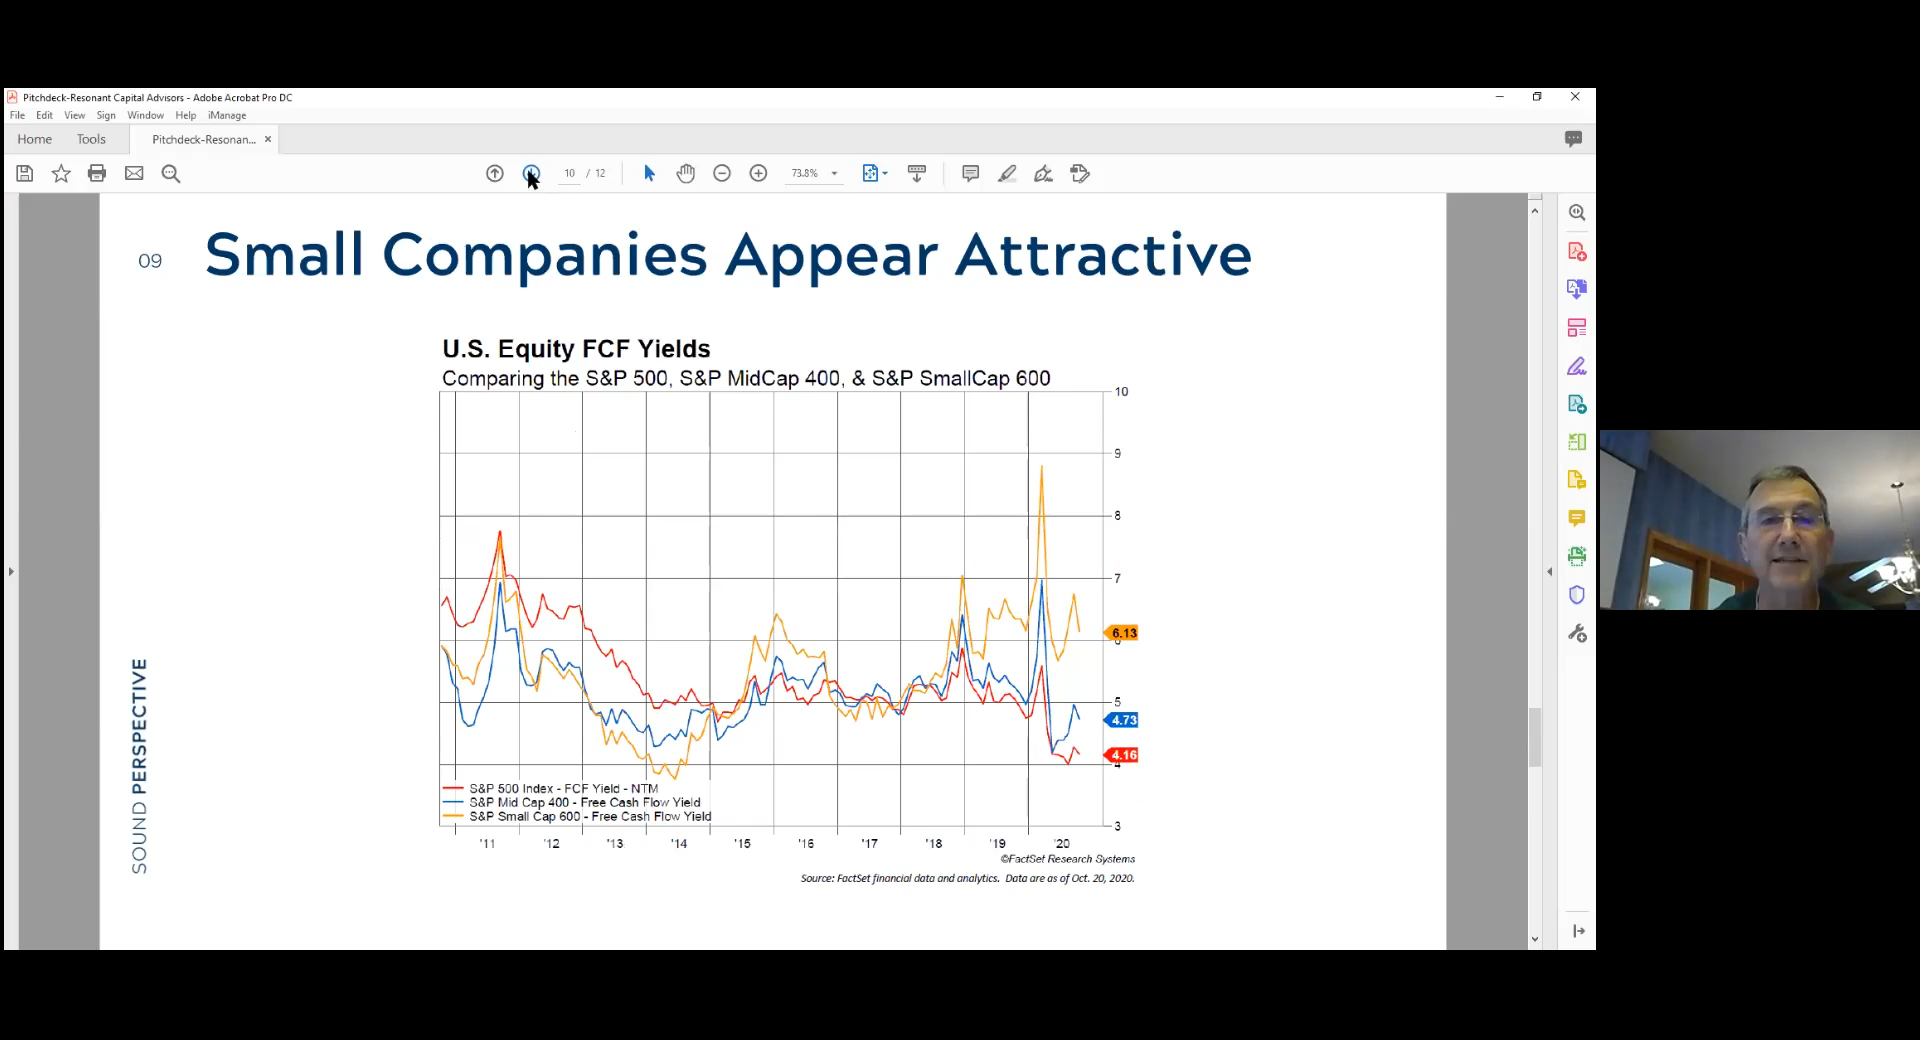 Pitchdeck-Resonant Capital Advisors - Adobe Acrobat Pro DC
File Edit View Sign Window Help iManage
Home Tools Pitchdeck-Resonan... ×
10 / 12 73.8%
09 Small Companies Appear Attractive
U.S. Equity FCF Yields
Comparing the S&P 500, S&P MidCap 400, & S&P SmallCap 600
10
9
8
7
6.13
6
5
4.73
4.16
4
3
S&P 500 Index - FCF Yield - NTM
S&P Mid Cap 400 - Free Cash Flow Yield
S&P Small Cap 600 - Free Cash Flow Yield
'11 '12 '13 '14 '15 '16 '17 '18 '19 '20
©FactSet Research Systems
Source: FactSet financial data and analytics. Data are as of Oct. 20, 2020.
SOUND PERSPECTIVE